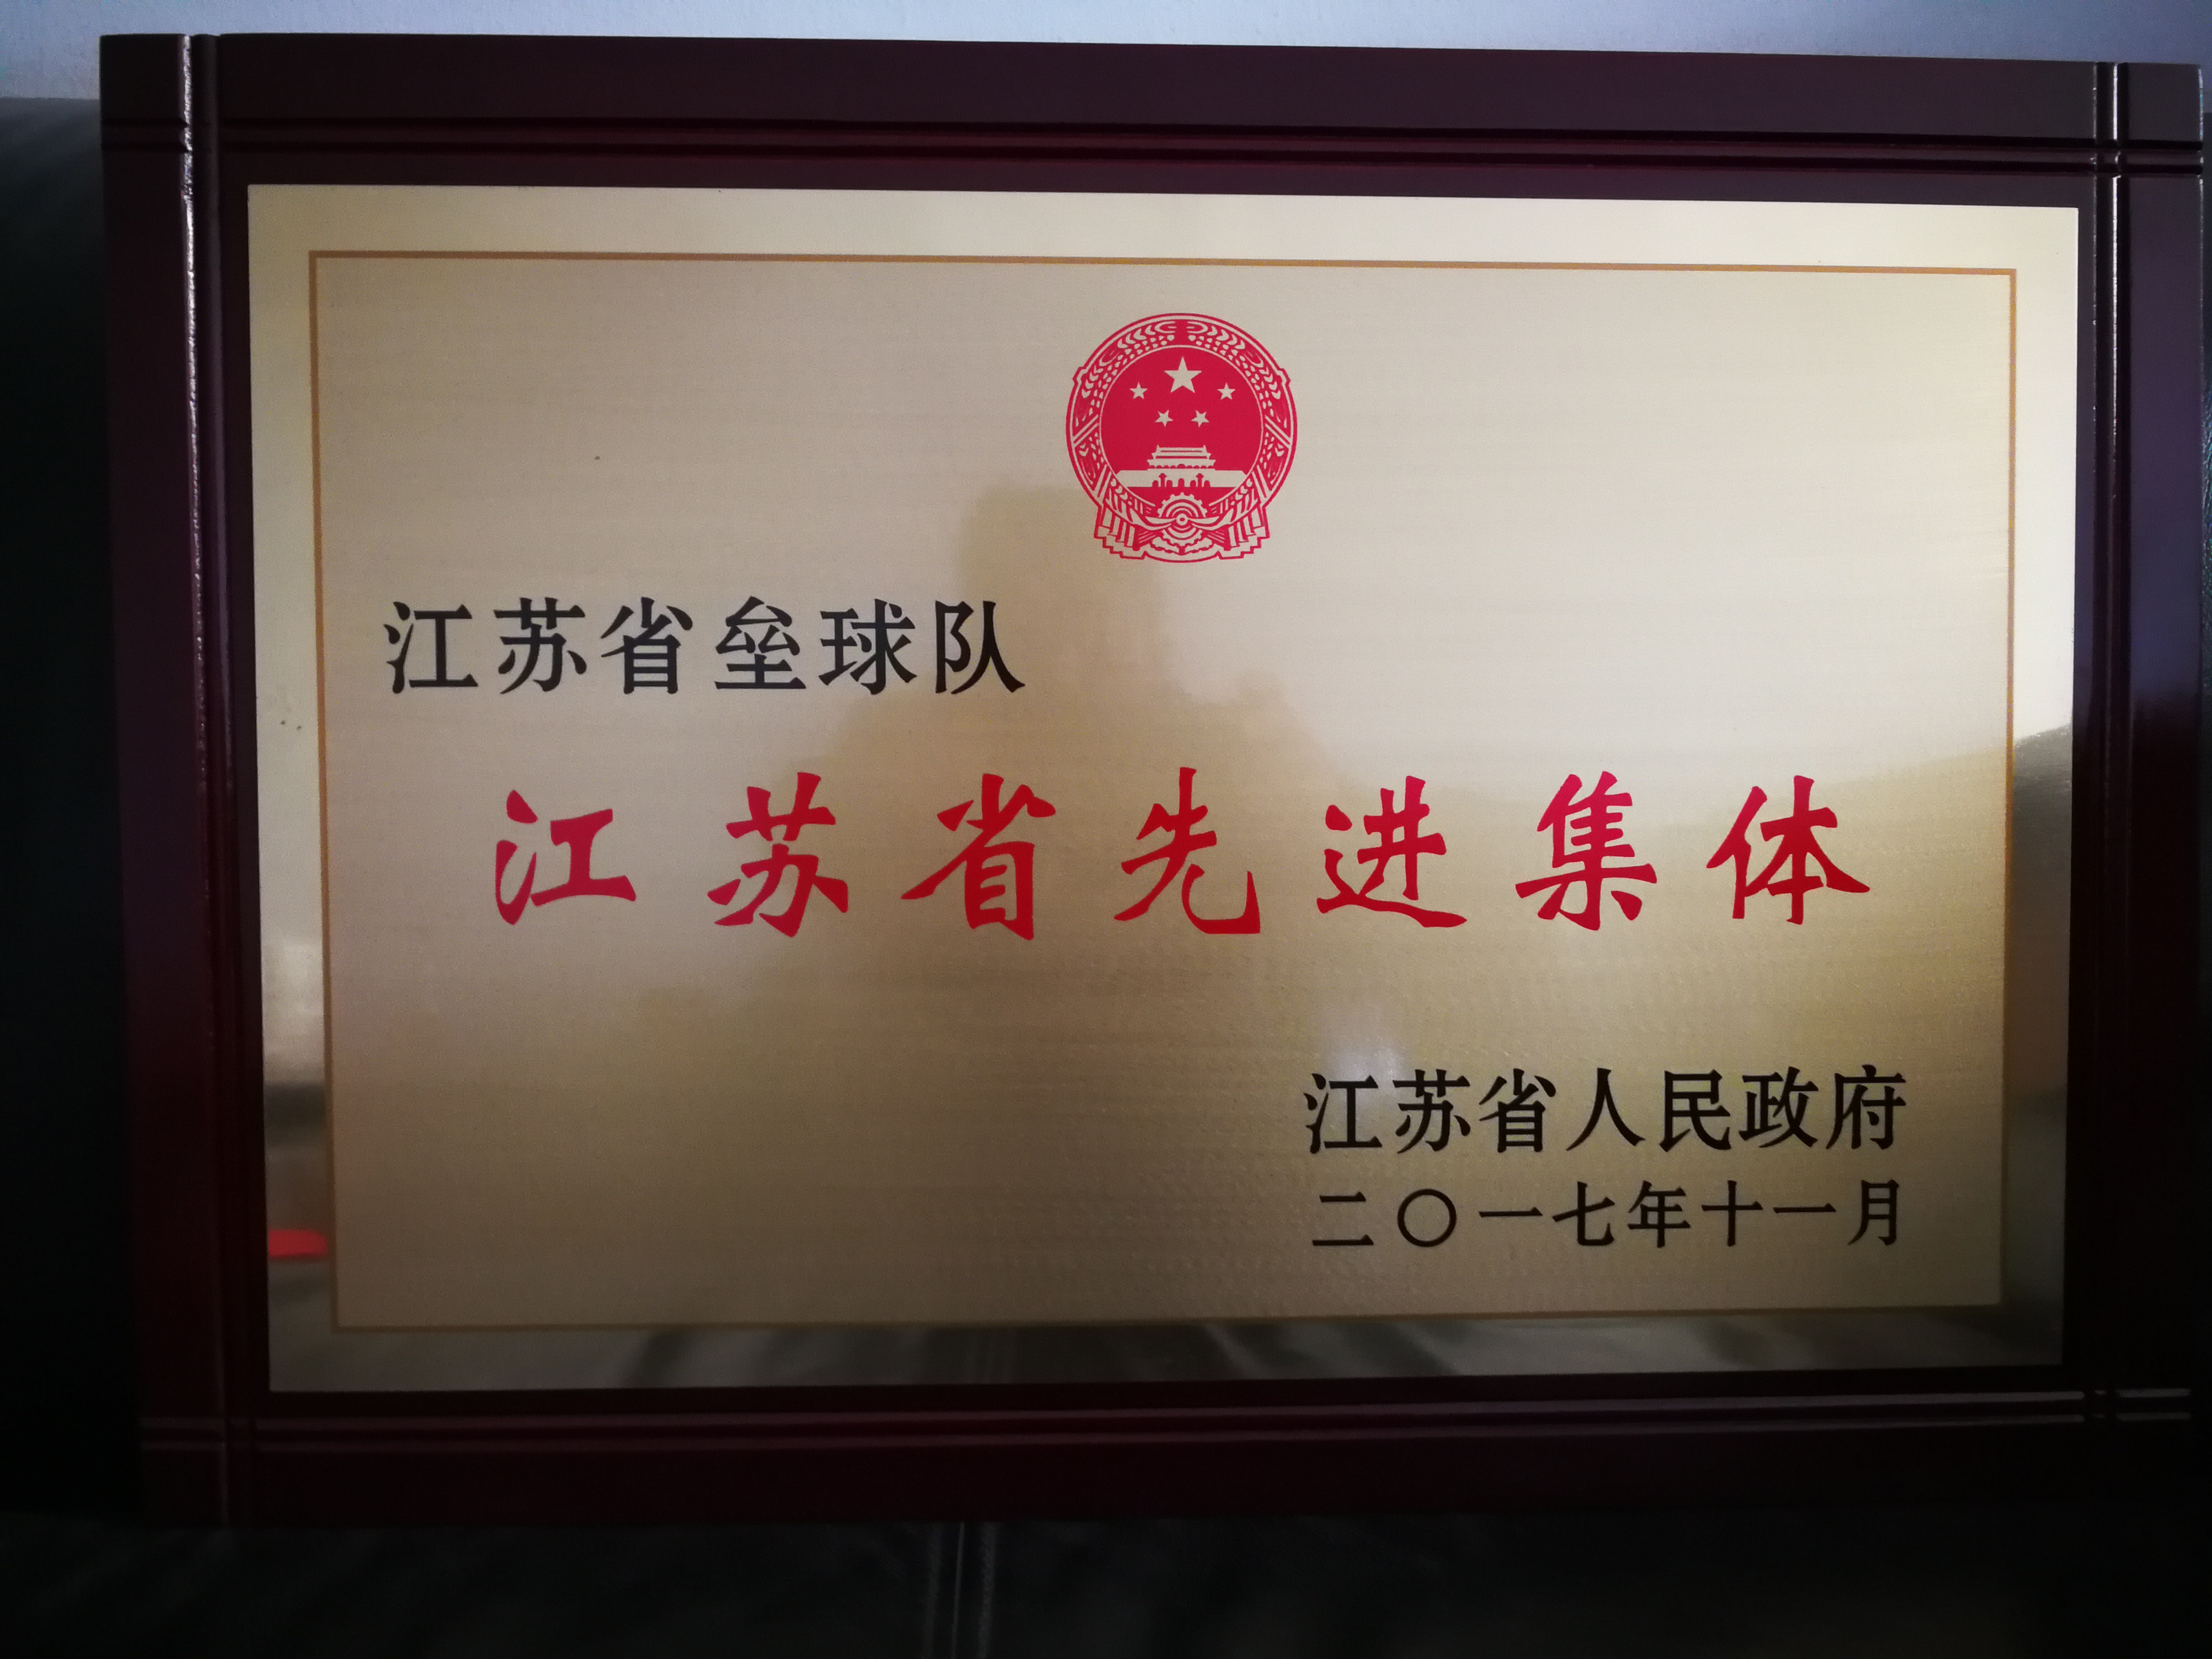 江苏省垒球队
江苏省先进集体
江苏省人民政府
二〇一七年十一月